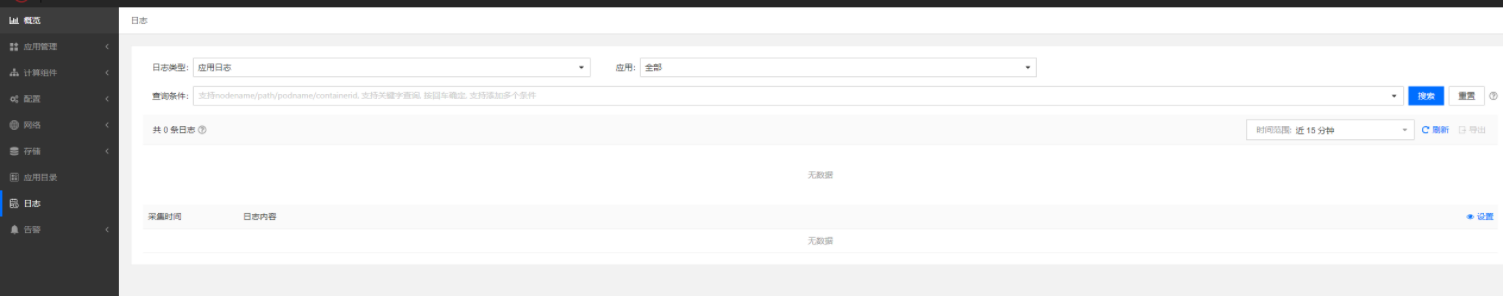 概览
日志
应用管理
计算组件
配置
网络
存储
应用目录
日志
告警
日志类型: 应用日志
应用: 全部
查询条件: 支持nodename/path/podname/containerid, 支持关键字查询, 按回车确定, 支持添加多个条件
搜索
重置
共 0 条日志
时间范围: 近 15 分钟
刷新
导出
无数据
采集时间
日志内容
设置
无数据